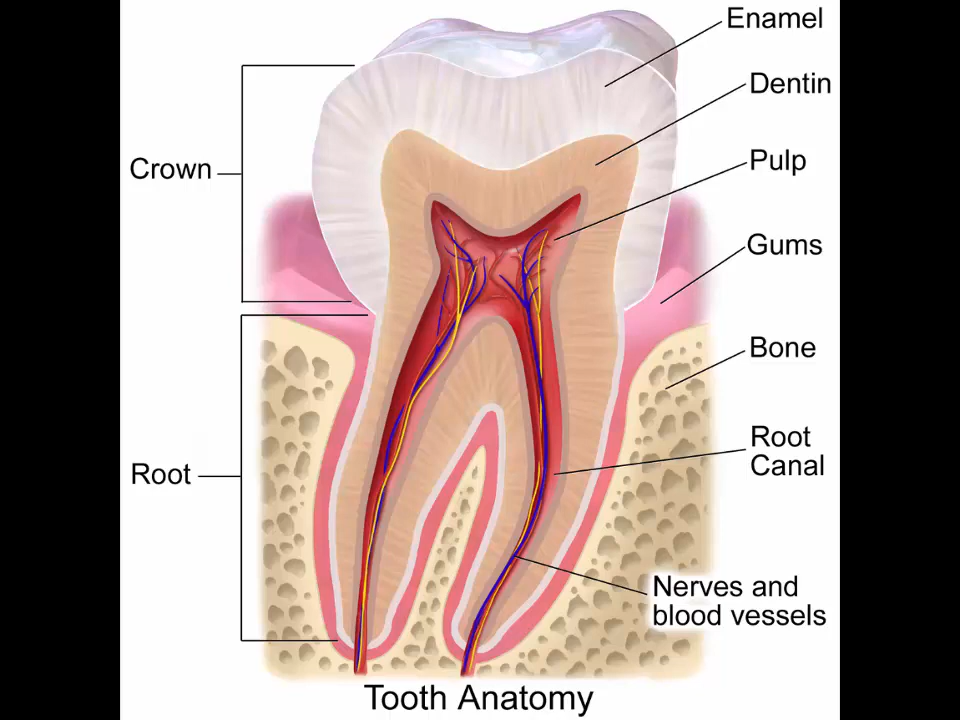 Enamel
Dentin
Pulp
Crown
Gums
Bone
Root
Canal
Root
Nerves and
blood vessels
Tooth Anatomy